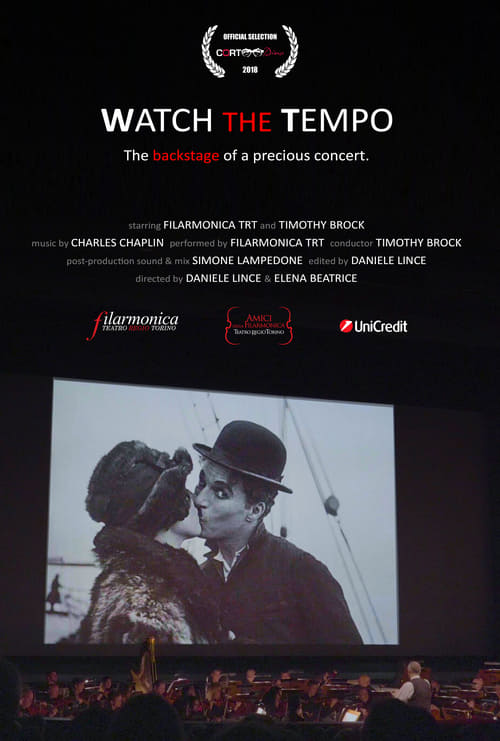 OFFICIAL SELECTION
CORTO Dino
2018
WATCH THE TEMPO
The backstage of a precious concert.
starring FILARMONICA TRT and TIMOTHY BROCK
music by CHARLES CHAPLIN performed by FILARMONICA TRT conductor TIMOTHY BROCK
post-production sound & mix SIMONE LAMPEDONE edited by DANIELE LINCE
directed by DANIELE LINCE & ELENA BEATRICE
filarmonica
TEATRO REGIO TORINO
AMICI
DELLA FILARMONICA
TEATRO REGIO TORINO
UniCredit